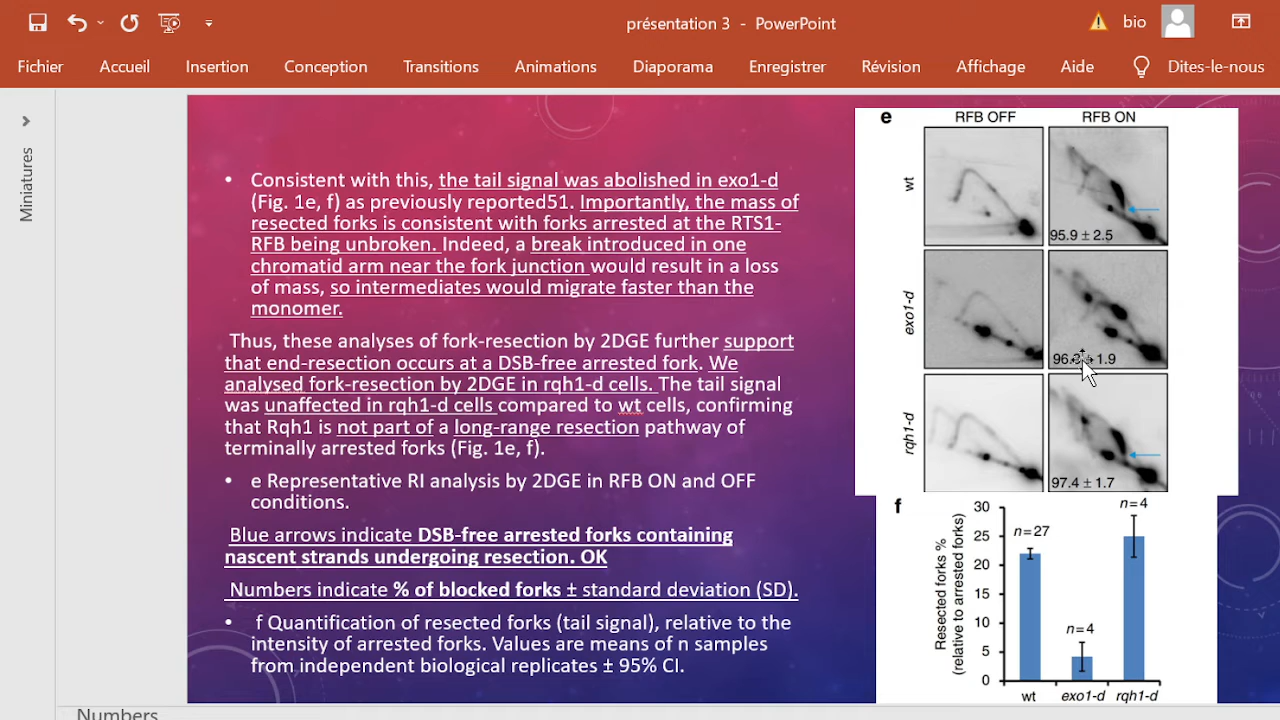 présentation 3 - PowerPoint
bio
Fichier Accueil Insertion Conception Transitions Animations Diaporama Enregistrer Révision Affichage Aide Dites-le-nous
Miniatures
• Consistent with this, the tail signal was abolished in exo1-d
(Fig. 1e, f) as previously reported51. Importantly, the mass of
resected forks is consistent with forks arrested at the RTS1-
RFB being unbroken. Indeed, a break introduced in one
chromatid arm near the fork junction would result in a loss
of mass, so intermediates would migrate faster than the
monomer.
Thus, these analyses of fork-resection by 2DGE further support
that end-resection occurs at a DSB-free arrested fork. We
analysed fork-resection by 2DGE in rqh1-d cells. The tail signal
was unaffected in rqh1-d cells compared to wt cells, confirming
that Rqh1 is not part of a long-range resection pathway of
terminally arrested forks (Fig. 1e, f).
• e Representative RI analysis by 2DGE in RFB ON and OFF
conditions.
Blue arrows indicate DSB-free arrested forks containing
nascent strands undergoing resection. OK
Numbers indicate % of blocked forks ± standard deviation (SD).
• f Quantification of resected forks (tail signal), relative to the
intensity of arrested forks. Values are means of n samples
from independent biological replicates ± 95% CI.
e
RFB OFF RFB ON
wt
95.9 ± 2.5
exo1-d
1.9
rqh1-d
97.4 ± 1.7
f
Resected forks %
(relative to arrested forks)
30
25
20
15
10
5
0
n=27
n=4
n=4
wt exo1-d rqh1-d
Numbers